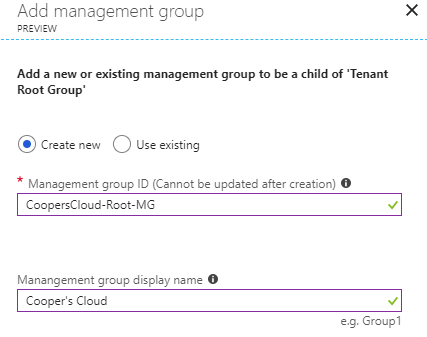 Add management group
PREVIEW
Add a new or existing management group to be a child of 'Tenant
Root Group'
Create new Use existing
* Management group ID (Cannot be updated after creation)
CoopersCloud-Root-MG
Manangement group display name
Cooper's Cloud
e.g. Group1